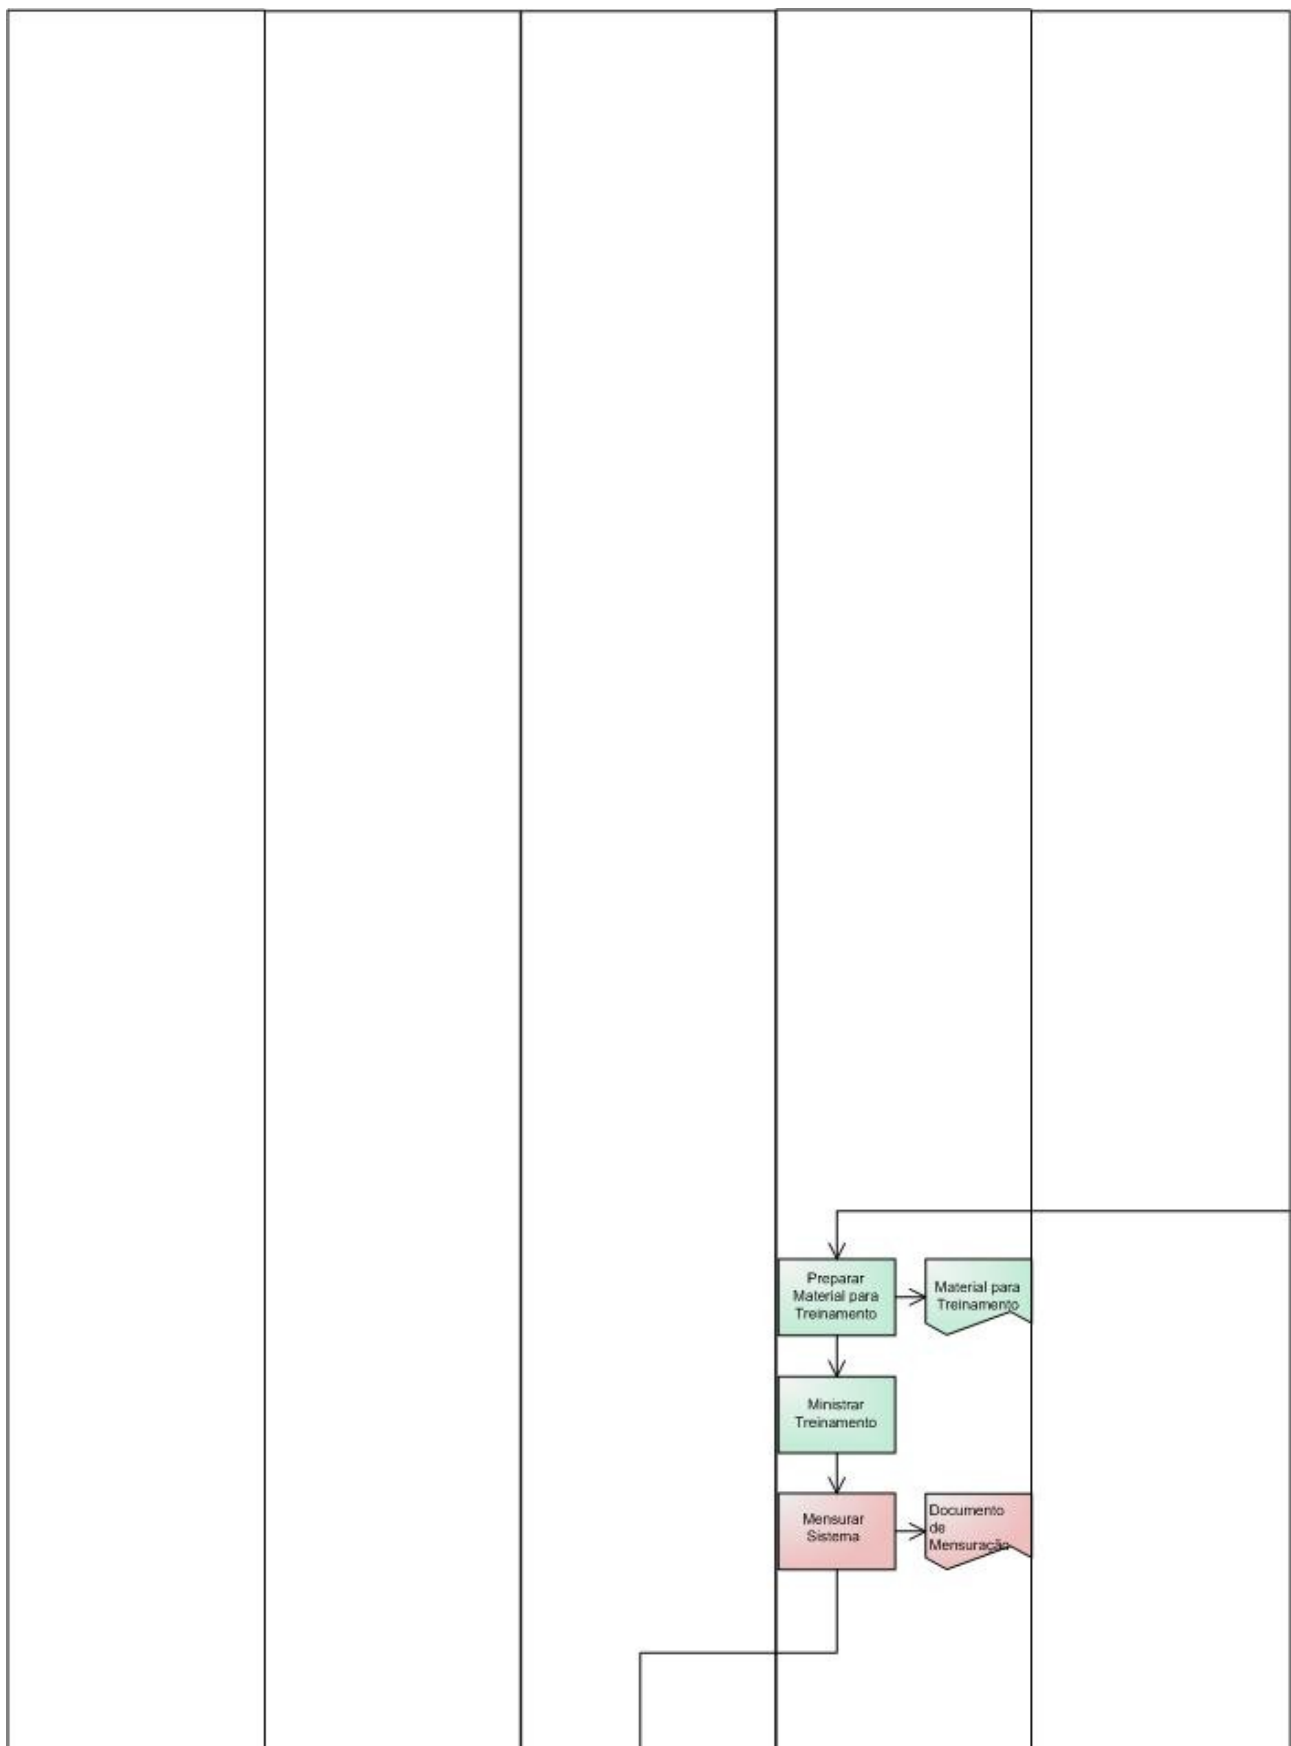 Preparar
Material para
Treinamento
Material para
Treinamento
Ministrar
Treinamento
Mensurar
Sistema
Documento
de
Mensuração